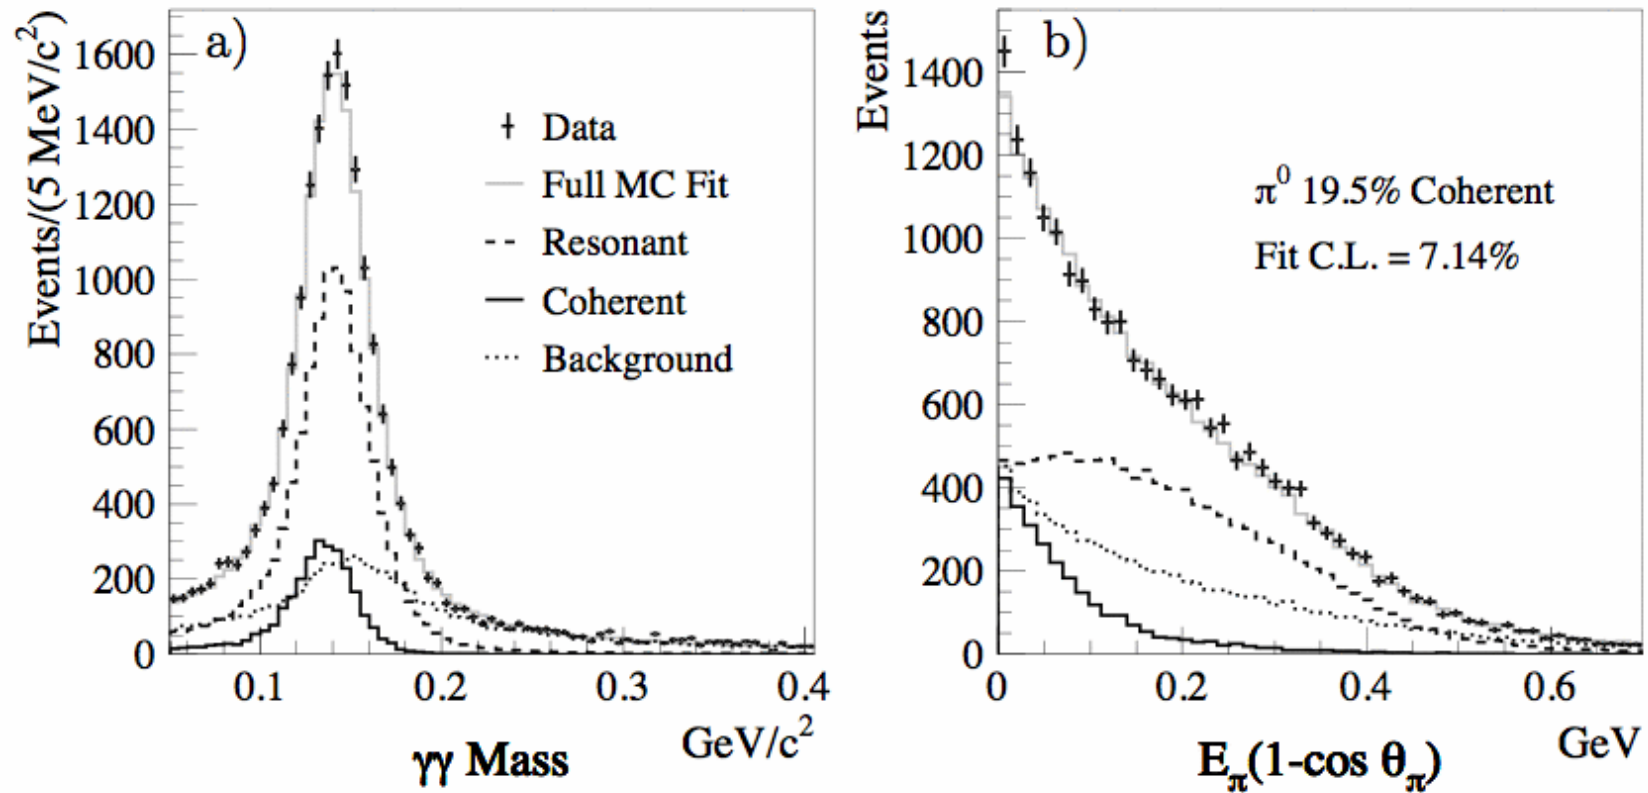 a)
Events/(5 MeV/c²)
1600
1400
1200
1000
800
600
400
200
0
0.1 0.2 0.3 0.4
GeV/c²
γγ Mass
Data
Full MC Fit
Resonant
Coherent
Background
b)
Events
1400
1200
1000
800
600
400
200
0
0 0.2 0.4 0.6
GeV
E_π(1-cos θ_π)
π⁰ 19.5% Coherent
Fit C.L. = 7.14%